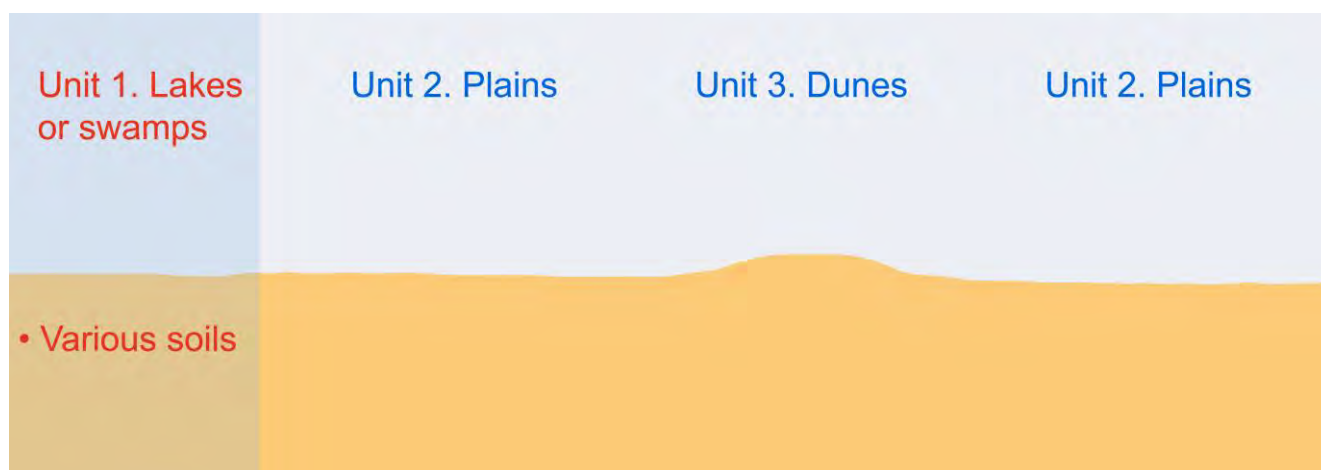 Unit 1. Lakes
or swamps
Unit 2. Plains
Unit 3. Dunes
Unit 2. Plains
• Various soils